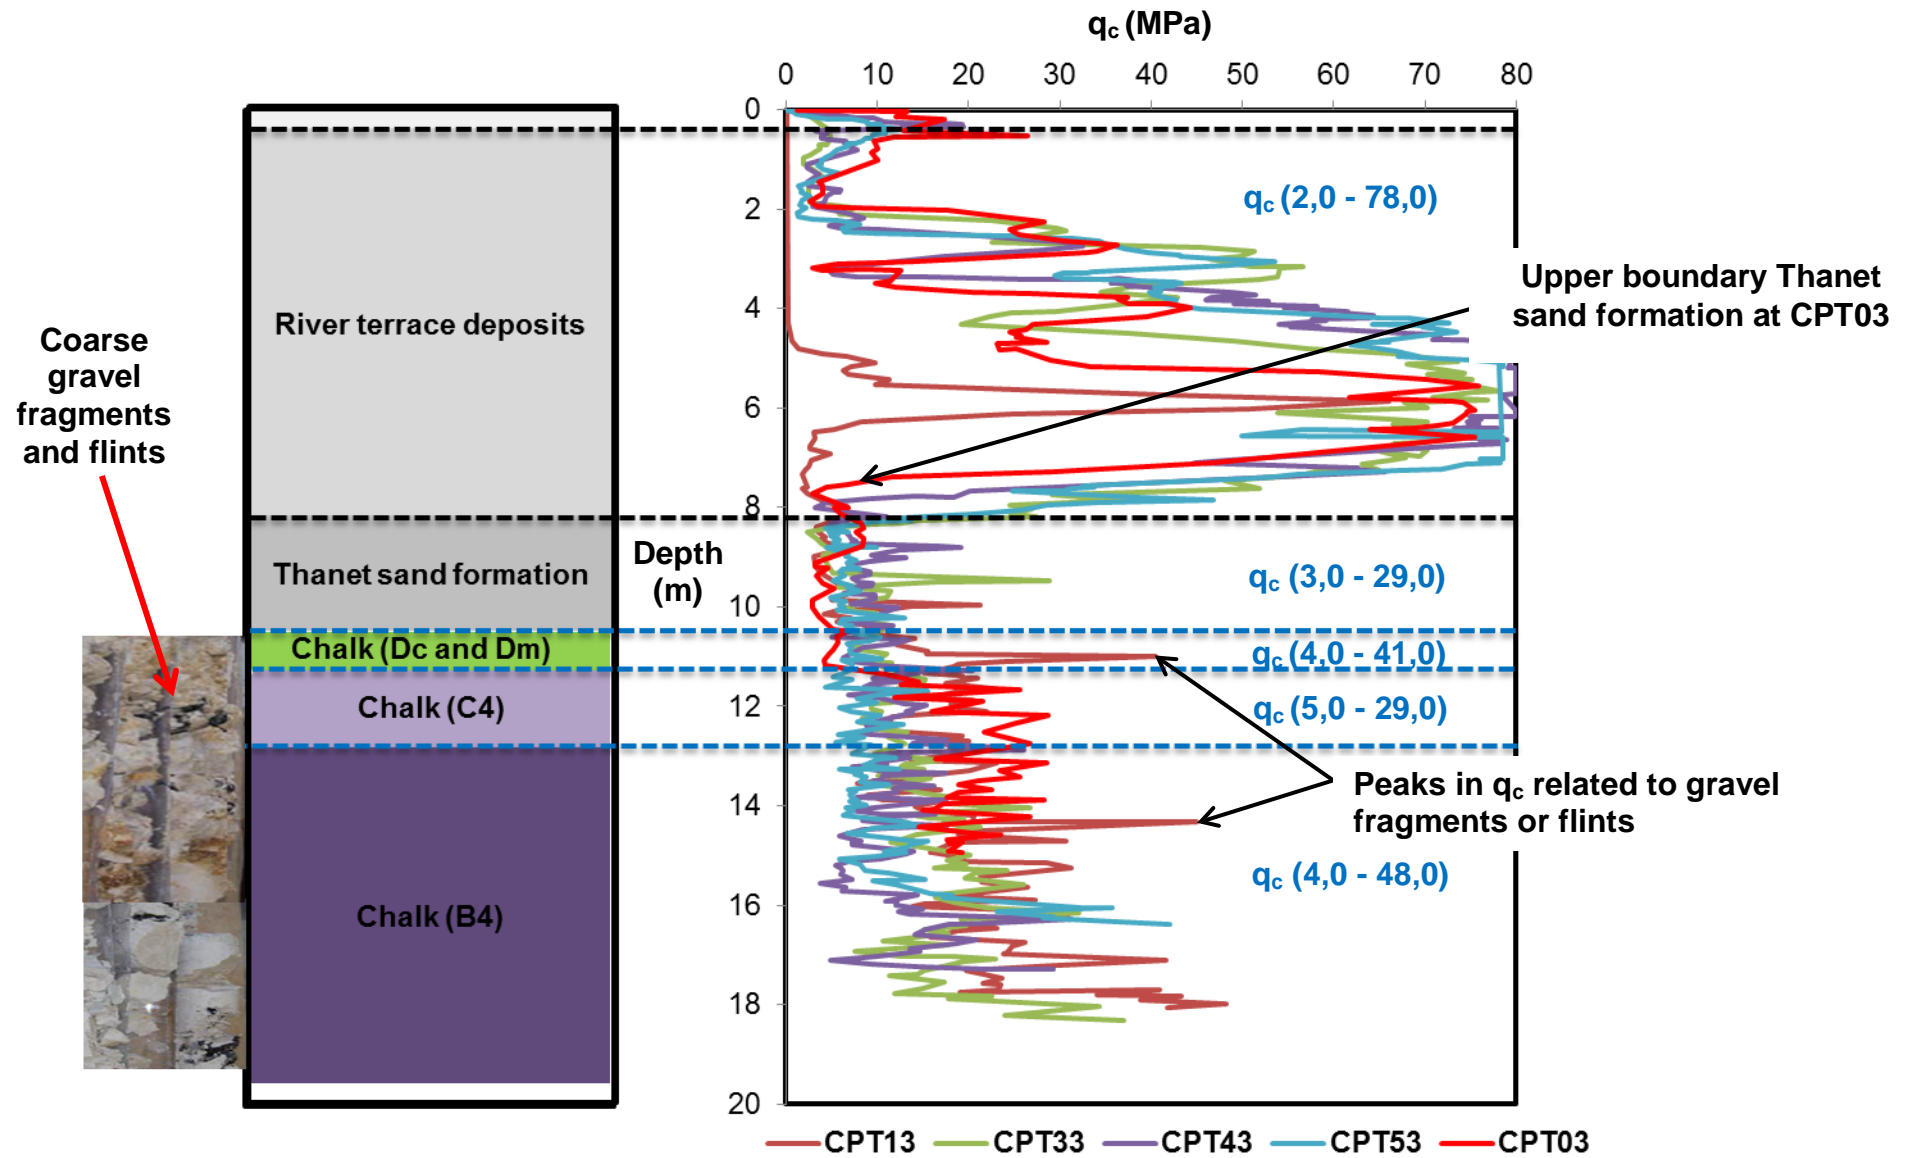 qc (MPa)
0 10 20 30 40 50 60 70 80
0
2
4
6
8
10
12
14
16
18
20
Depth
(m)
River terrace deposits
Thanet sand formation
Chalk (Dc and Dm)
Chalk (C4)
Chalk (B4)
Coarse
gravel
fragments
and flints
qc (2,0 - 78,0)
Upper boundary Thanet
sand formation at CPT03
qc (3,0 - 29,0)
qc (4,0 - 41,0)
qc (5,0 - 29,0)
Peaks in qc related to gravel
fragments or flints
qc (4,0 - 48,0)
CPT13 CPT33 CPT43 CPT53 CPT03